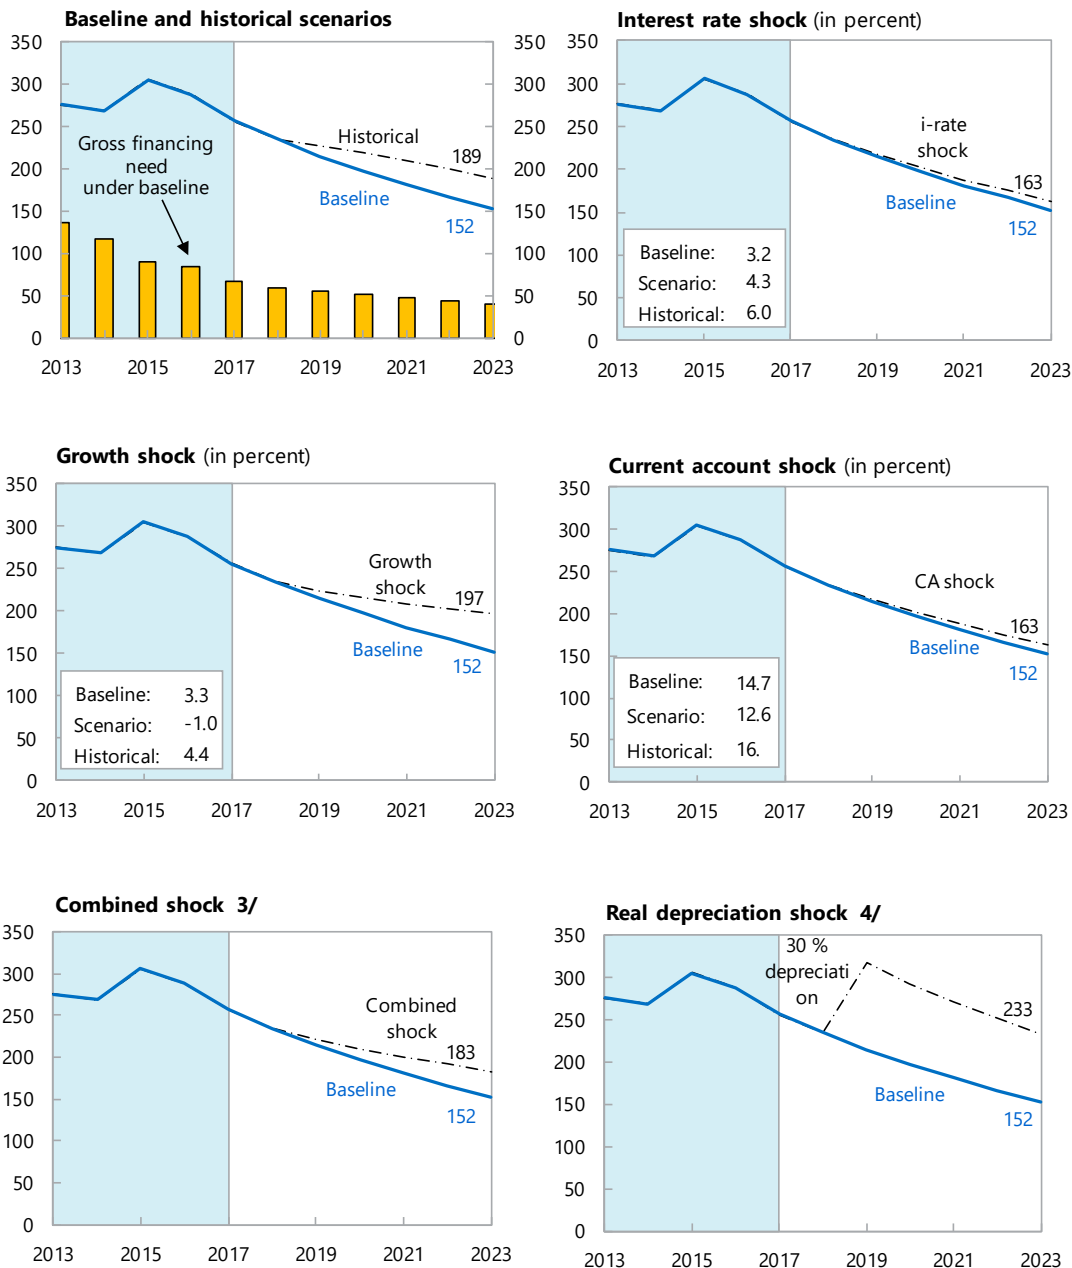 Baseline and historical scenarios
350
300
250
200
150
100
50
0
350
300
250
200
150
100
50
0
Gross financing
need
under baseline
Historical
189
Baseline
152
2013 2015 2017 2019 2021 2023
Interest rate shock (in percent)
350
300
250
200
150
100
50
0
i-rate
shock
163
Baseline
152
Baseline: 3.2
Scenario: 4.3
Historical: 6.0
2013 2015 2017 2019 2021 2023
Growth shock (in percent)
350
300
250
200
150
100
50
0
Growth
shock
197
Baseline
152
Baseline: 3.3
Scenario: -1.0
Historical: 4.4
2013 2015 2017 2019 2021 2023
Current account shock (in percent)
350
300
250
200
150
100
50
0
CA shock
163
Baseline
152
Baseline: 14.7
Scenario: 12.6
Historical: 16.
2013 2015 2017 2019 2021 2023
Combined shock 3/
350
300
250
200
150
100
50
0
Combined
shock
183
Baseline
152
2013 2015 2017 2019 2021 2023
Real depreciation shock 4/
350
300
250
200
150
100
50
0
30 %
depreciati
on
233
Baseline
152
2013 2015 2017 2019 2021 2023